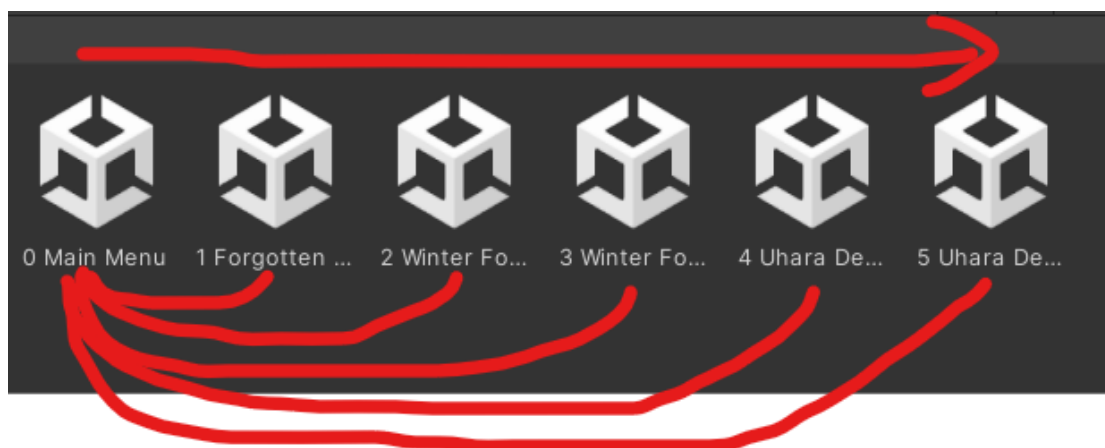 0 Main Menu
1 Forgotten ...
2 Winter Fo...
3 Winter Fo...
4 Uhara De...
5 Uhara De...